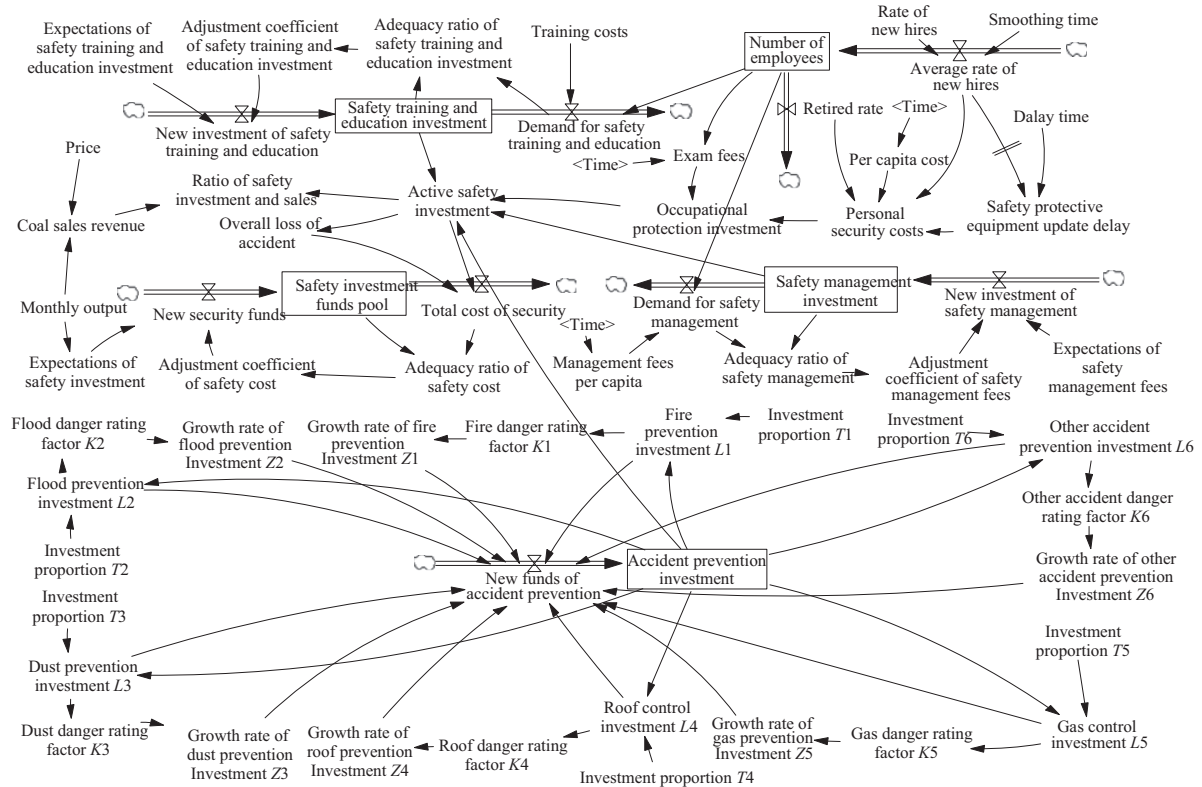 Expectations of
safety training and
education investment
Adjustment coefficient
of safety training and
education investment
Adequacy ratio of
safety training and
education investment
Training costs
Number of
employees
Rate of
new hires
Smoothing time
Average rate of
new hires
Safety training and
education investment
New investment of safety
training and education
Demand for safety
training and education
Retired rate
<Time>
Dalay time
Price
<Time>
Exam fees
Per capita cost
Ratio of safety
investment and sales
Active safety
investment
Occupational
protection investment
Personal
security costs
Safety protective
equipment update delay
Coal sales revenue
Overall loss of
accident
Monthly output
New security funds
Safety investment
funds pool
Total cost of security
<Time>
Demand for safety
management
Safety management
investment
New investment of
safety management
Expectations
of safety investment
Adjustment coefficient
of safety cost
Adequacy ratio of
safety cost
Management fees
per capita
Adequacy ratio of
safety management
Adjustment
coefficient of safety
management fees
Expectations of
safety
management fees
Flood danger rating
factor K2
Growth rate of
flood prevention
Investment Z2
Growth rate of fire
prevention
Investment Z1
Fire danger rating
factor K1
Fire
prevention
investment L1
Investment
proportion T1
Investment
proportion T6
Other accident
prevention investment L6
Flood prevention
investment L2
Other accident danger
rating factor K6
Investment
proportion T2
New funds of
accident prevention
Accident prevention
investment
Growth rate of other
accident prevention
Investment Z6
Investment
proportion T3
Investment
proportion T5
Dust prevention
investment L3
Dust danger rating
factor K3
Growth rate of
dust prevention
Investment Z3
Growth rate of
roof prevention
Investment Z4
Roof danger rating
factor K4
Roof control
investment L4
Investment proportion T4
Growth rate of
gas prevention
Investment Z5
Gas danger rating
factor K5
Gas control
investment L5